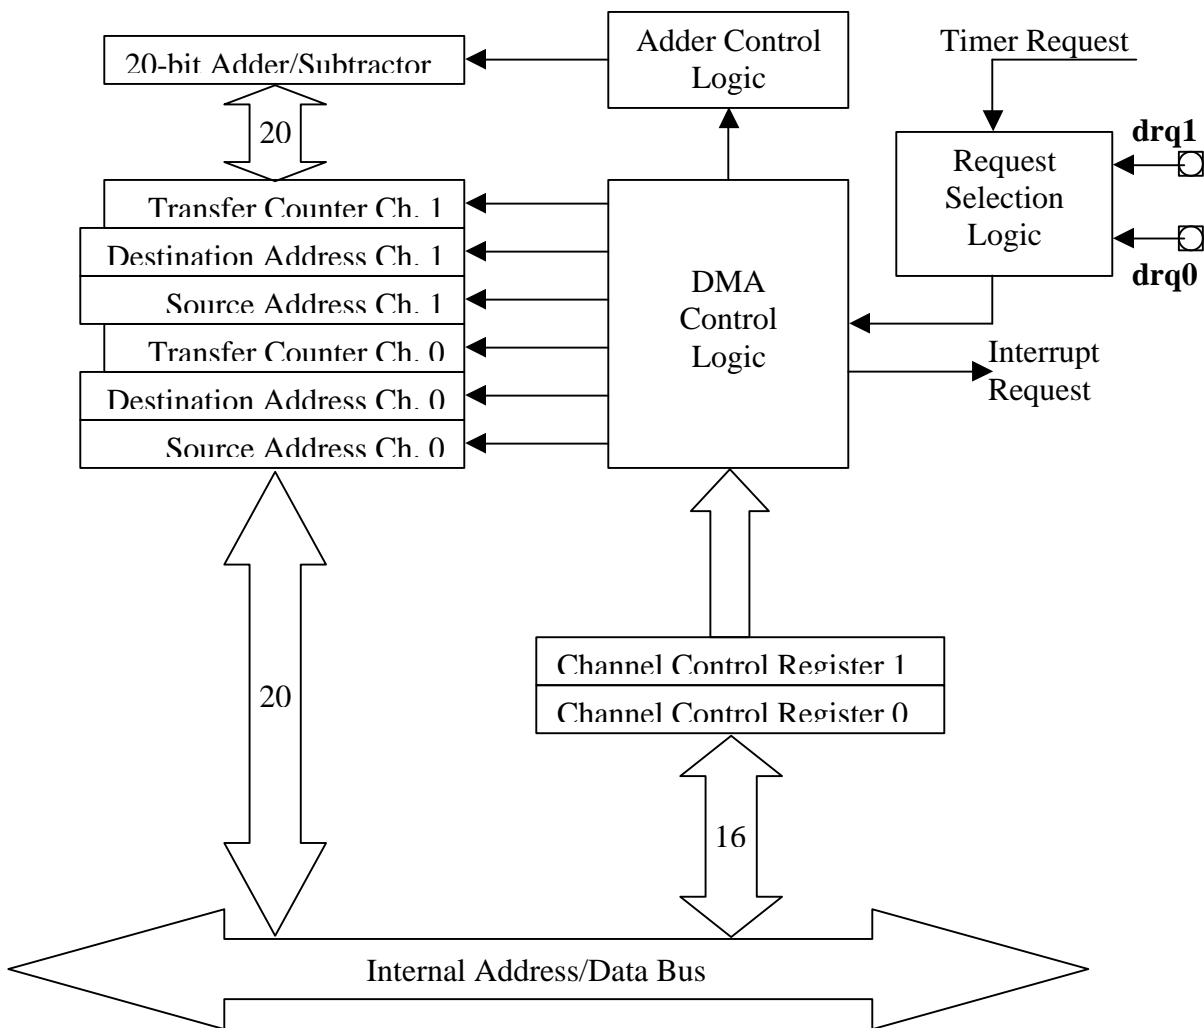 20-bit Adder/Subtractor
Adder Control
Logic
Timer Request
20
drq1
Request
Selection
Logic
drq0
Transfer Counter Ch. 1
Destination Address Ch. 1
Source Address Ch. 1
Transfer Counter Ch. 0
Destination Address Ch. 0
Source Address Ch. 0
DMA
Control
Logic
Interrupt
Request
Channel Control Register 1
Channel Control Register 0
20
16
Internal Address/Data Bus